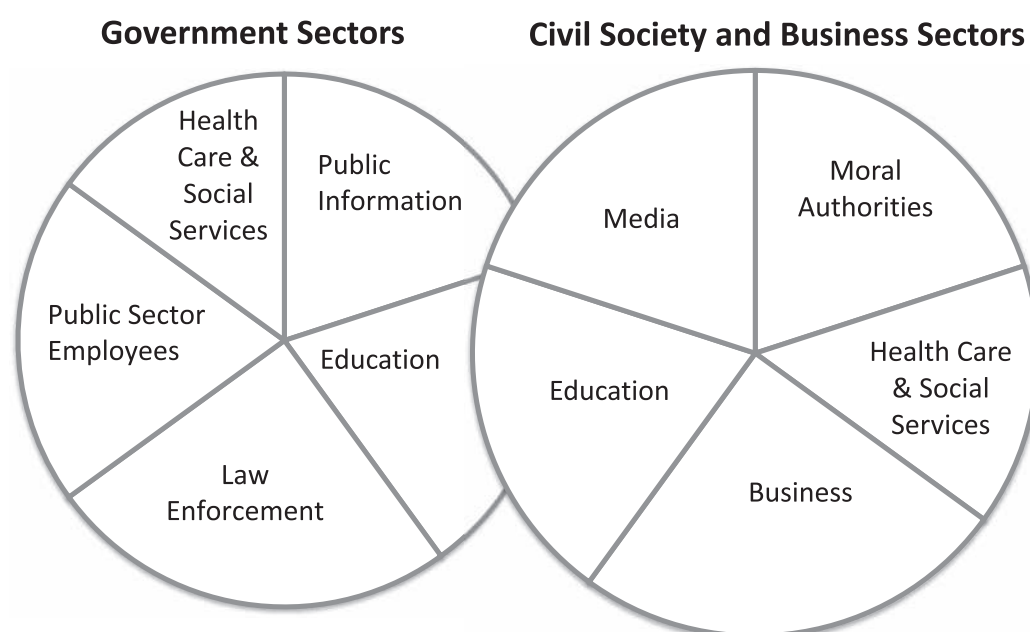 Government Sectors
Health
Care &
Social
Services
Public
Information
Public Sector
Employees
Education
Law
Enforcement
Civil Society and Business Sectors
Media
Moral
Authorities
Education
Health Care
& Social
Services
Business